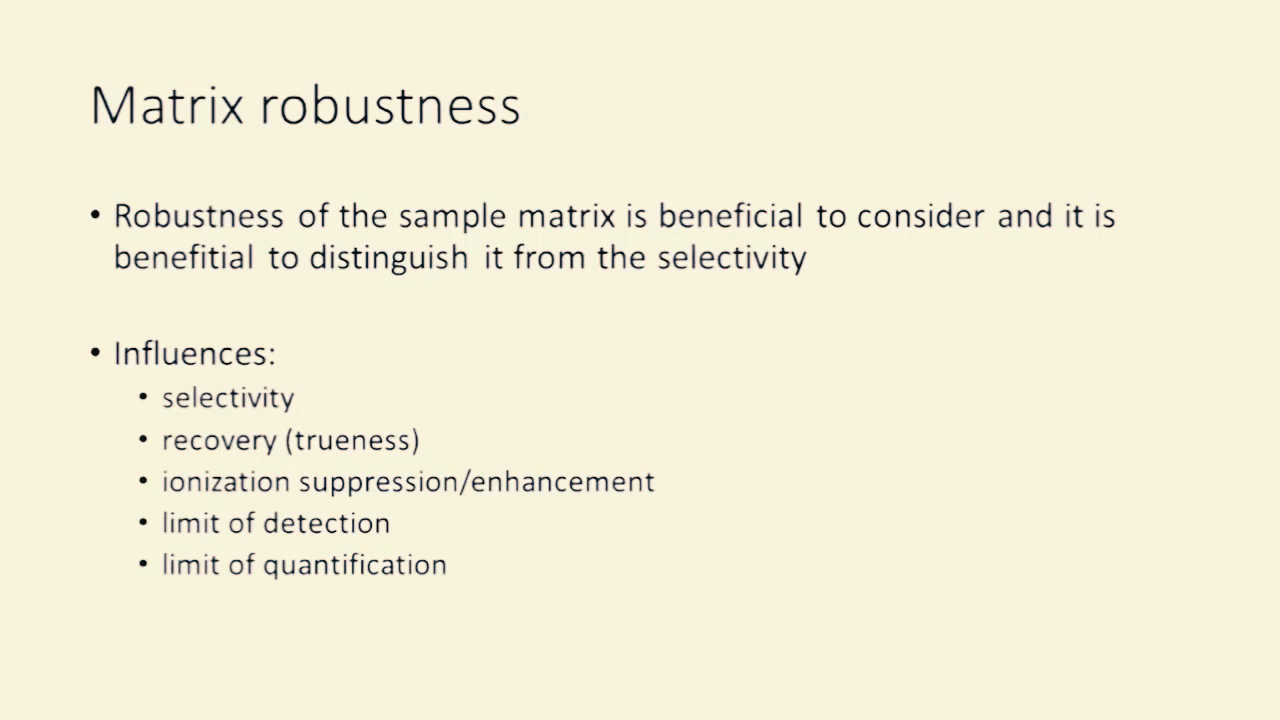 Matrix robustness
• Robustness of the sample matrix is beneficial to consider and it is
benefitial to distinguish it from the selectivity
• Influences:
• selectivity
• recovery (trueness)
• ionization suppression/enhancement
• limit of detection
• limit of quantification